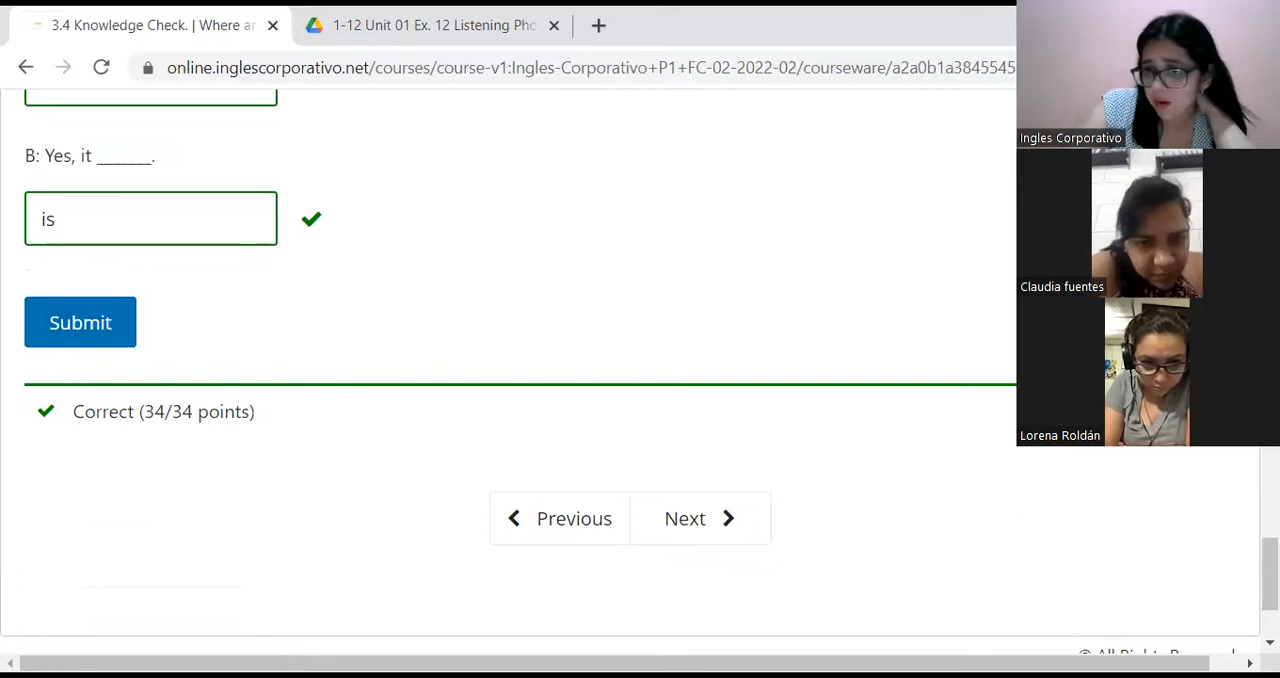 3.4 Knowledge Check. | Where ar
1-12 Unit 01 Ex. 12 Listening Pho
online.inglescorporativo.net/courses/course-v1:Ingles-Corporativo+P1+FC-02-2022-02/courseware/a2a0b1a3845545
Ingles Corporativo
B: Yes, it _______.
is
Claudia fuentes
Submit
Correct (34/34 points)
Lorena Roldán
Previous
Next